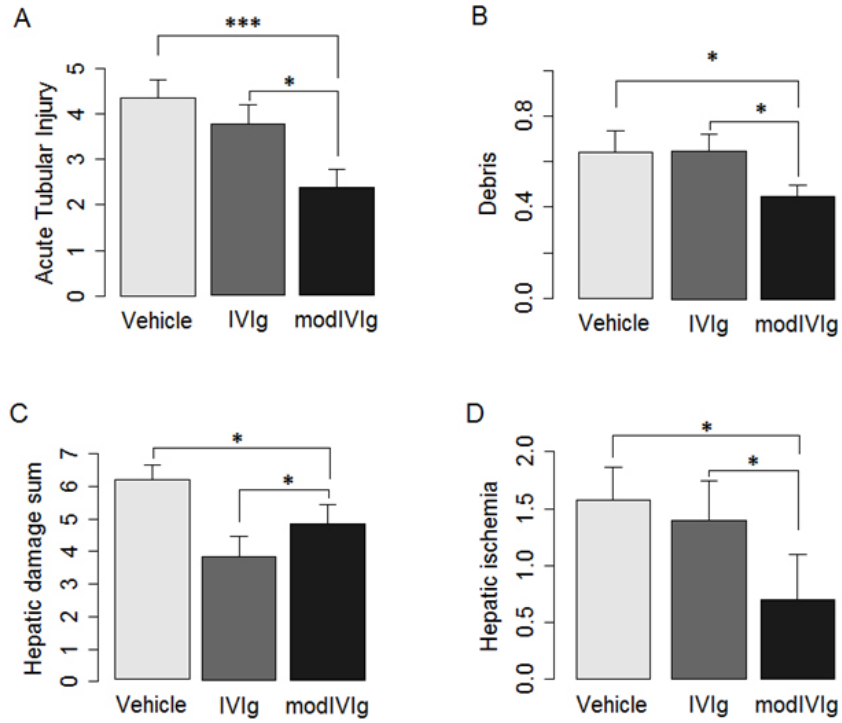 A
Acute Tubular Injury
5
4
3
2
1
0
***
*
Vehicle IVIg modIVIg
B
Debris
0.8
0.4
0.0
*
*
Vehicle IVIg modIVIg
C
Hepatic damage sum
7
6
5
4
3
2
1
0
*
*
Vehicle IVIg modIVIg
D
Hepatic ischemia
2.0
1.5
1.0
0.5
0.0
*
*
Vehicle IVIg modIVIg